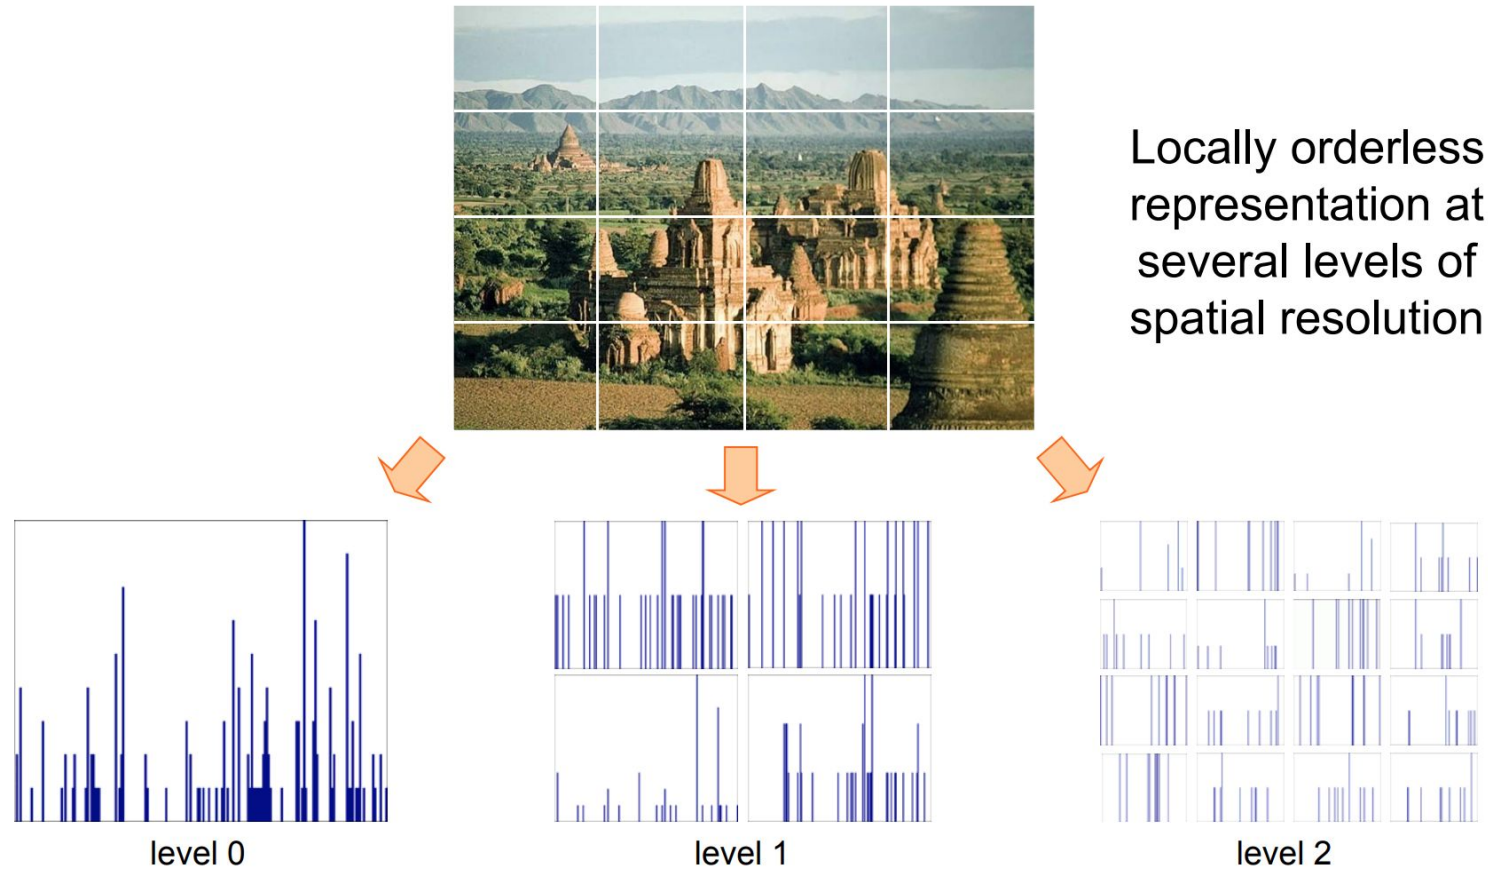 Locally orderless
representation at
several levels of
spatial resolution
level 0
level 1
level 2